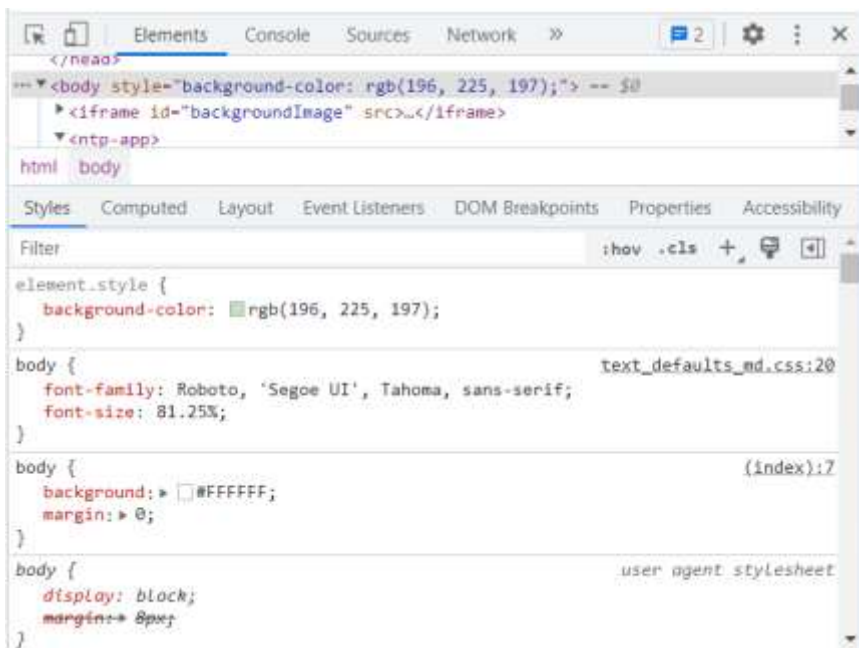 Elements Console Sources Network » 2
</head>
··· ▼<body style="background-color: rgb(196, 225, 197);"> == $0
▶<iframe id="backgroundImage" src>…</iframe>
▼<ntp-app>
html body
Styles Computed Layout Event Listeners DOM Breakpoints Properties Accessibility
Filter :hov .cls +
element.style {
background-color: rgb(196, 225, 197);
}
body { text_defaults_md.css:20
font-family: Roboto, 'Segoe UI', Tahoma, sans-serif;
font-size: 81.25%;
}
body { (index):7
background:▶ #FFFFFF;
margin:▶ 0;
}
body { user agent stylesheet
display: block;
margin:▶ 8px;
}